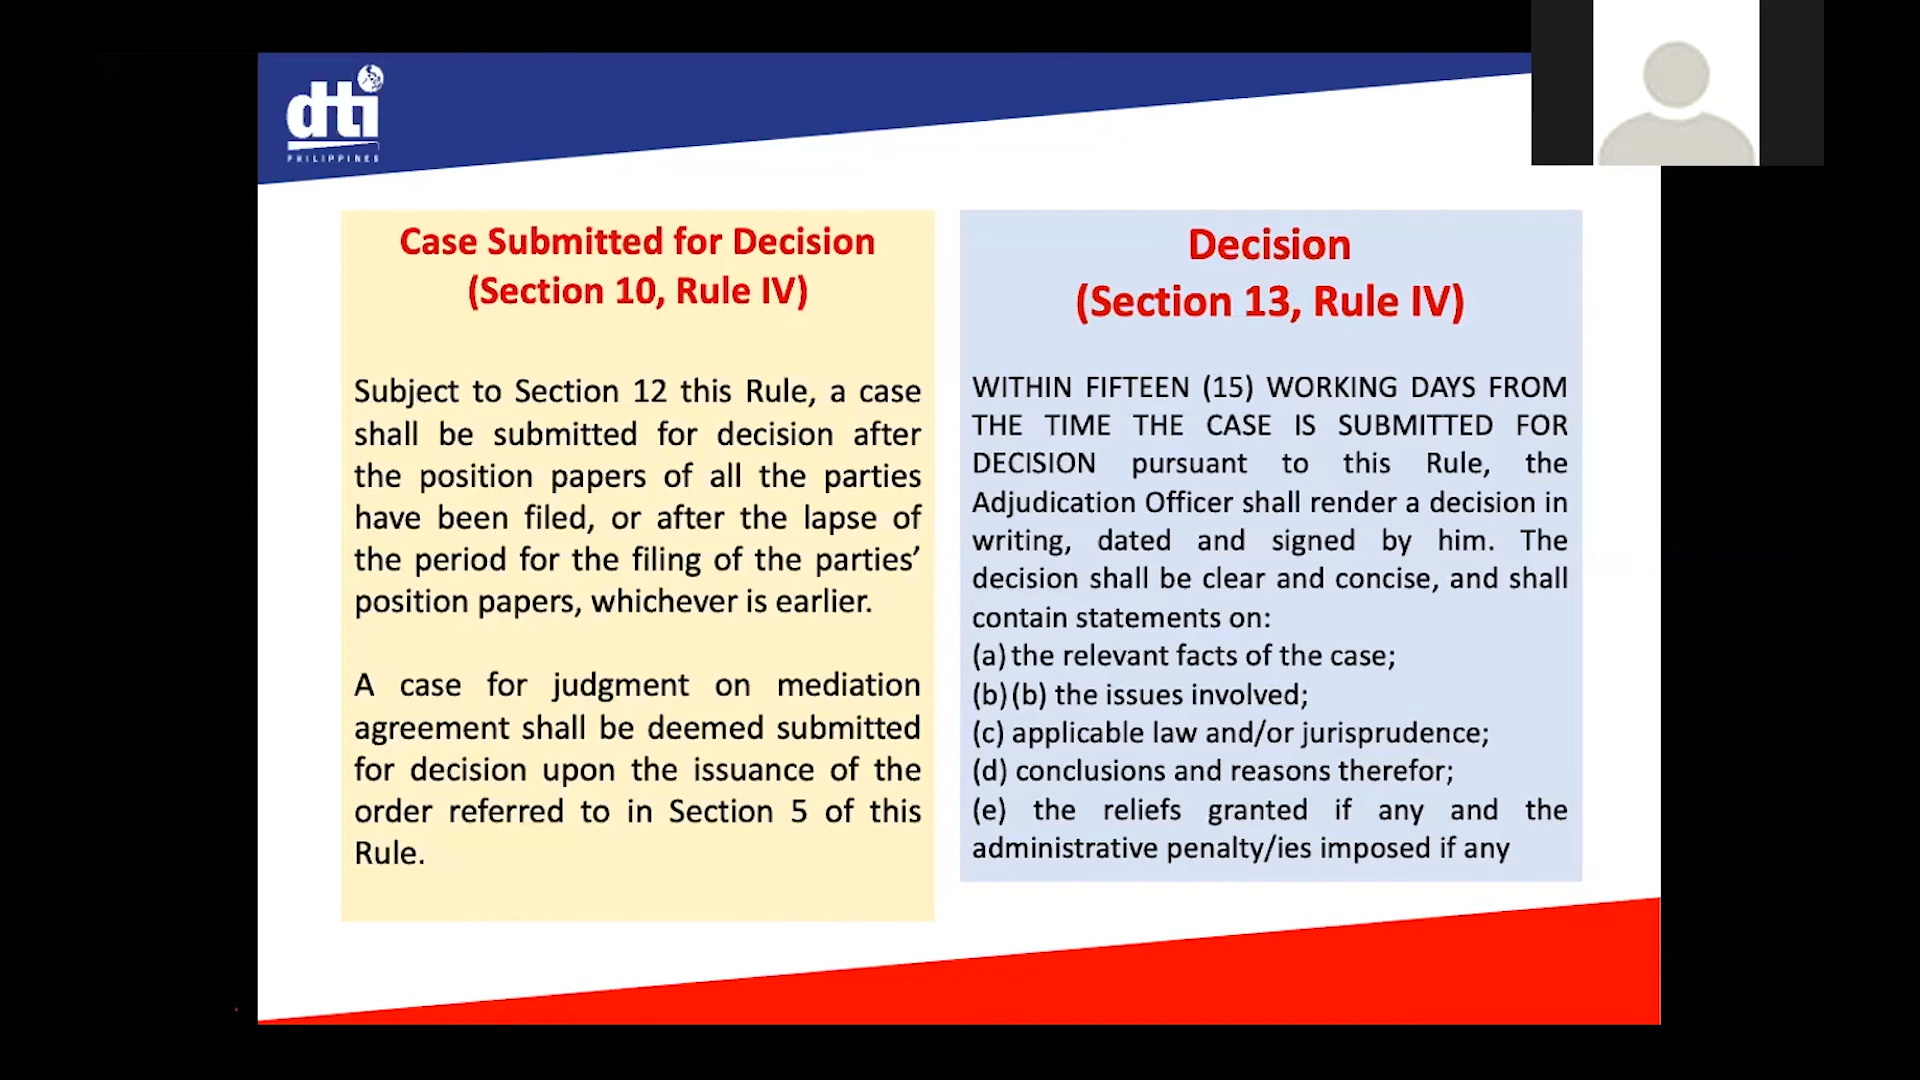 dti
PHILIPPINES
Case Submitted for Decision
(Section 10, Rule IV)
Subject to Section 12 this Rule, a case
shall be submitted for decision after
the position papers of all the parties
have been filed, or after the lapse of
the period for the filing of the parties’
position papers, whichever is earlier.
A case for judgment on mediation
agreement shall be deemed submitted
for decision upon the issuance of the
order referred to in Section 5 of this
Rule.
Decision
(Section 13, Rule IV)
WITHIN FIFTEEN (15) WORKING DAYS FROM
THE TIME THE CASE IS SUBMITTED FOR
DECISION pursuant to this Rule, the
Adjudication Officer shall render a decision in
writing, dated and signed by him. The
decision shall be clear and concise, and shall
contain statements on:
(a) the relevant facts of the case;
(b) (b) the issues involved;
(c) applicable law and/or jurisprudence;
(d) conclusions and reasons therefor;
(e) the reliefs granted if any and the
administrative penalty/ies imposed if any